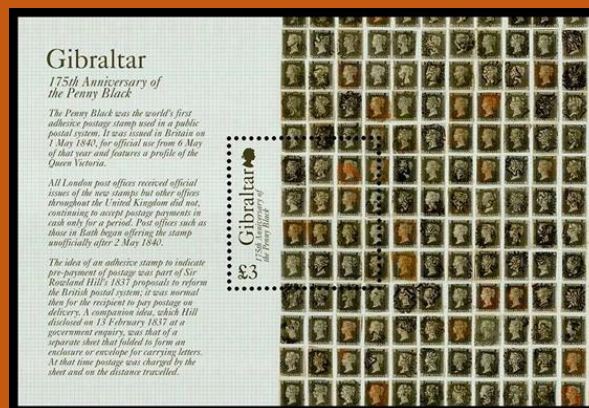 Gibraltar
175th Anniversary of
the Penny Black
The Penny Black was the world's first
adhesive postage stamp used in a public
postal system. It was issued in Britain on
1 May 1840, for official use from 6 May
of that year and features a profile of the
Queen Victoria.
All London post offices received official
issues of the new stamps but other offices
throughout the United Kingdom did not,
continuing to accept postage payments in
cash only for a period. Post offices such as
those in Bath began offering the stamp
unofficially after 2 May 1840.
The idea of an adhesive stamp to indicate
pre-payment of postage was part of Sir
Rowland Hill's 1837 proposals to reform
the British postal system; it was normal
then for the recipient to pay postage on
delivery. A companion idea, which Hill
disclosed on 13 February 1837 at a
government enquiry, was that of a
separate sheet that folded to form an
enclosure or envelope for carrying letters.
At that time postage was charged by the
sheet and on the distance travelled.
Gibraltar
175th Anniversary of
the Penny Black
£3